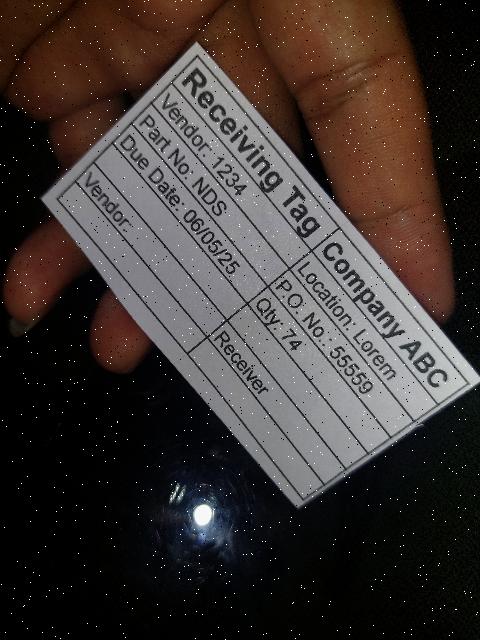 Receiving Tag Company ABC
Vendor: 1234 Location: Lorem
Part No: NDS P.O. No.: 55559
Due Date: 06/05/25 Qty: 74
Vendor: Receiver